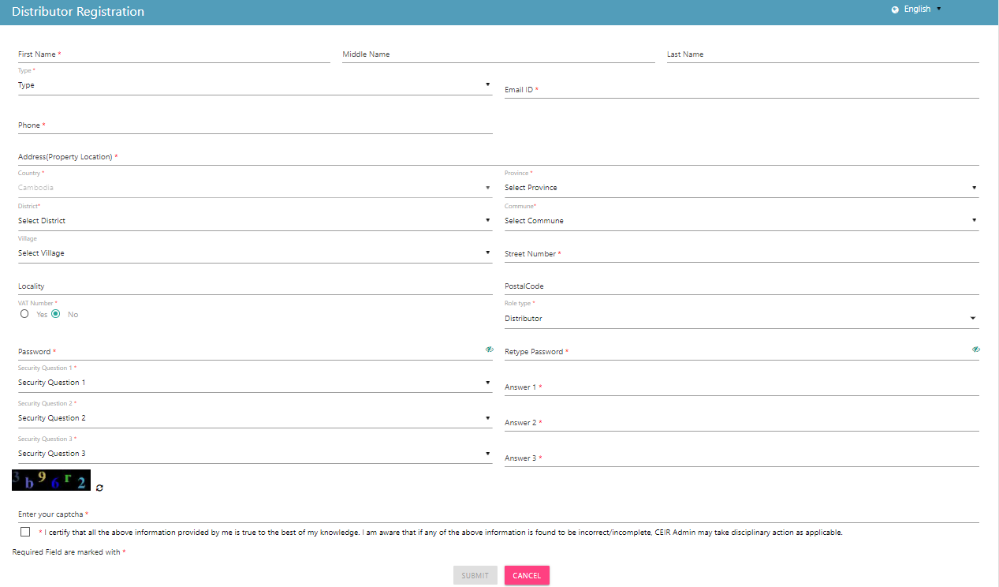 Distributor Registration
English
First Name *
Middle Name
Last Name
Type *
Type
Email ID *
Phone *
Address(Property Location) *
Country *
Cambodia
Province *
Select Province
District*
Select District
Commune*
Select Commune
Village
Select Village
Street Number *
Locality
PostalCode
VAT Number *
Yes No
Role type *
Distributor
Password *
Retype Password *
Security Question 1 *
Security Question 1
Answer 1 *
Security Question 2 *
Security Question 2
Answer 2 *
Security Question 3 *
Security Question 3
Answer 3 *
3b96r2
Enter your captcha *
* I certify that all the above information provided by me is true to the best of my knowledge. I am aware that if any of the above information is found to be incorrect/incomplete, CEIR Admin may take disciplinary action as applicable.
Required Field are marked with *
SUBMIT
CANCEL